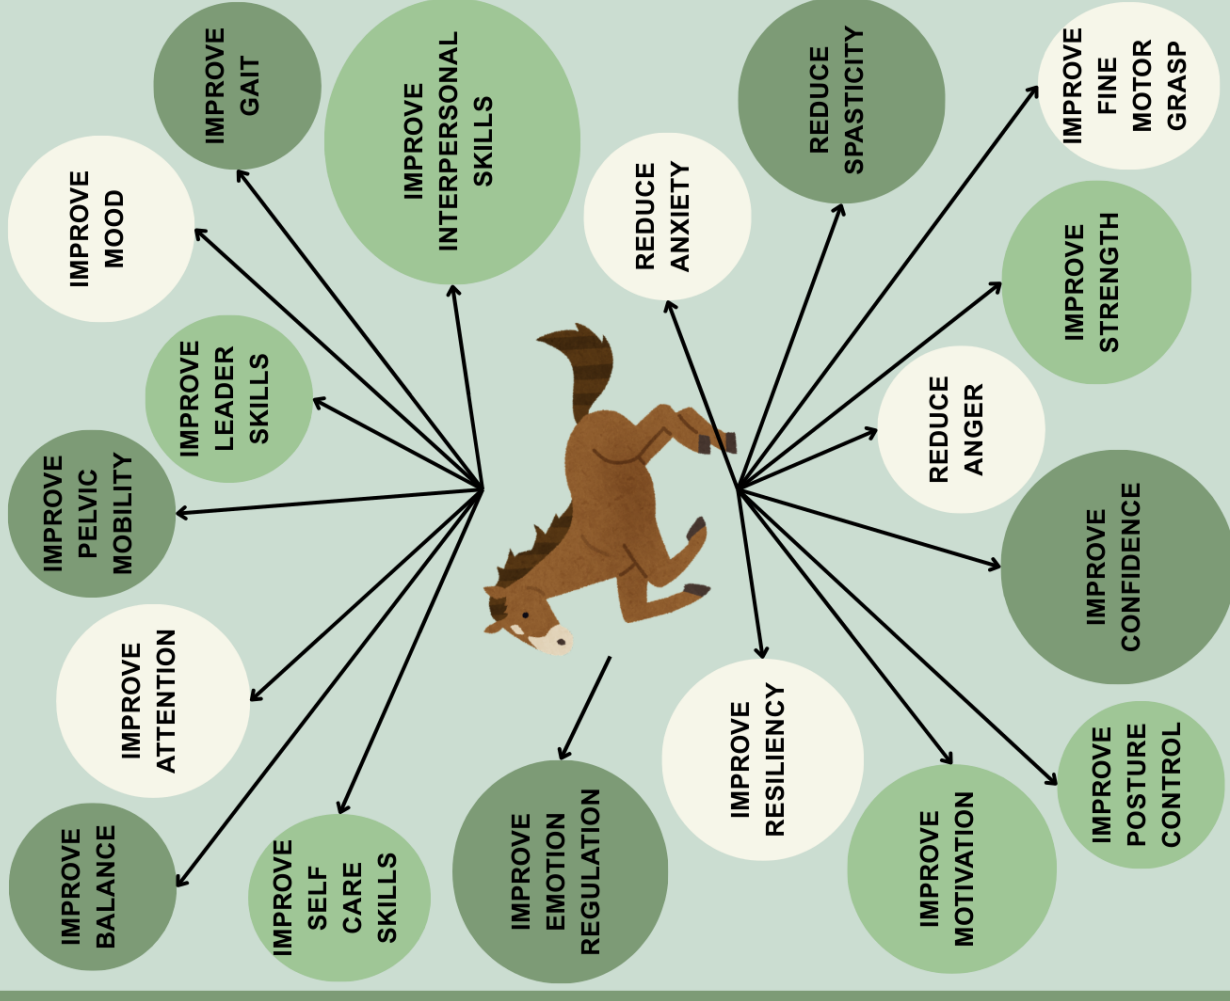 IMPROVE
BALANCE
IMPROVE
ATTENTION
IMPROVE
PELVIC
MOBILITY
IMPROVE
MOOD
IMPROVE
SELF
CARE
SKILLS
IMPROVE
LEADER
SKILLS
IMPROVE
GAIT
IMPROVE
EMOTION
REGULATION
IMPROVE
INTERPERSONAL
SKILLS
IMPROVE
RESILIENCY
REDUCE
ANXIETY
IMPROVE
MOTIVATION
REDUCE
ANGER
REDUCE
SPASTICITY
IMPROVE
POSTURE
CONTROL
IMPROVE
CONFIDENCE
IMPROVE
STRENGTH
IMPROVE
FINE
MOTOR
GRASP